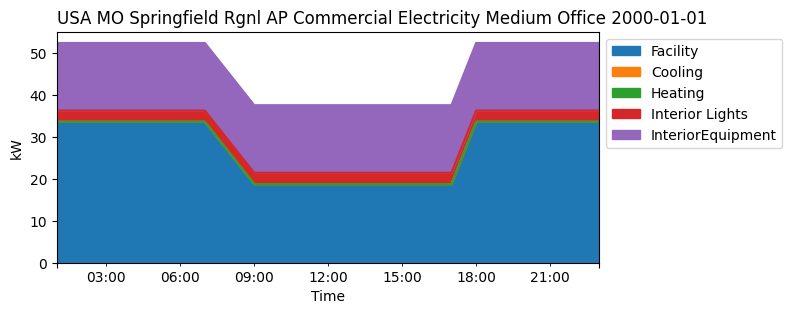 USA MO Springfield Rgnl AP Commercial Electricity Medium Office 2000-01-01
50
40
30
20
10
0
kW
03:00 06:00 09:00 12:00 15:00 18:00 21:00
Time
Facility
Cooling
Heating
Interior Lights
InteriorEquipment